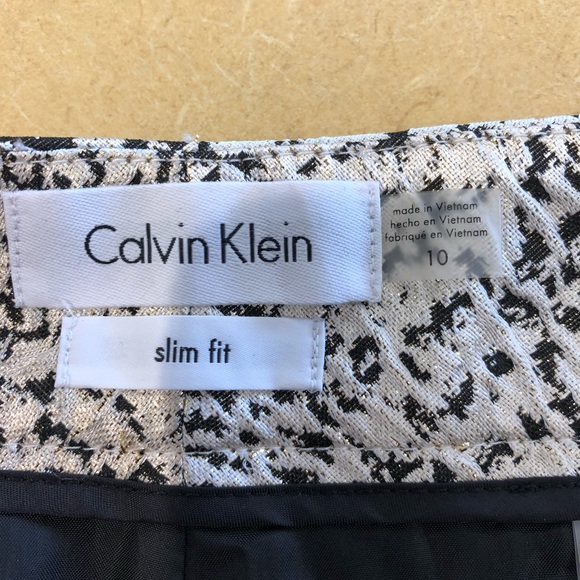 Calvin Klein
slim fit
made in Vietnam
hecho en Vietnam
fabriqué en Vietnam
10